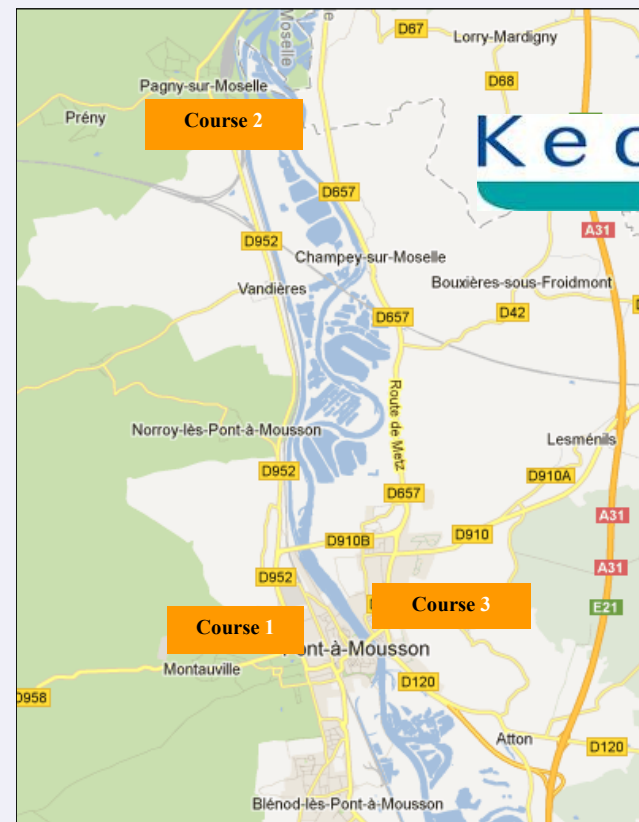 Moselle
Moselle
D67
Lorry-Mardigny
D68
Pagny-sur-Moselle
Prény
Course 2
Keo
D657
A31
D952
Champey-sur-Moselle
Bouxières-sous-Froidmont
Vandières
D42
D657
Route de Metz
Norroy-lès-Pont-à-Mousson
Lesménils
D952
D910A
D657
A31
D910B
D910
A31
D952
Course 3
E21
Course 1
Pont-à-Mousson
Montauville
D120
D958
Atton
D120
Blénod-lès-Pont-à-Mousson